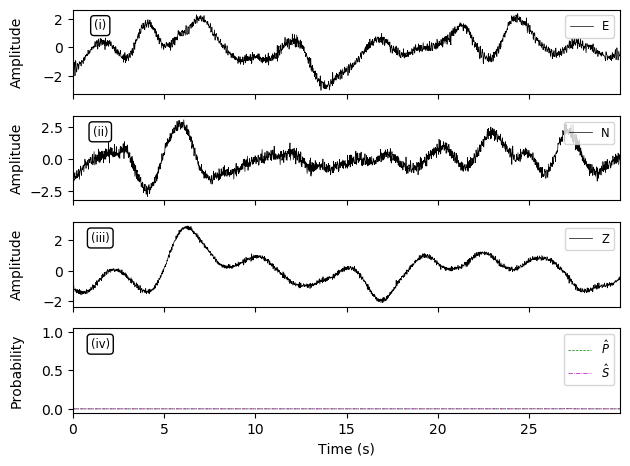 (i)
E
Amplitude
2
0
−2
(ii)
N
Amplitude
2.5
0.0
−2.5
(iii)
Z
Amplitude
2
0
−2
(iv)
P̂
Ŝ
Probability
1.0
0.5
0.0
0 5 10 15 20 25
Time (s)